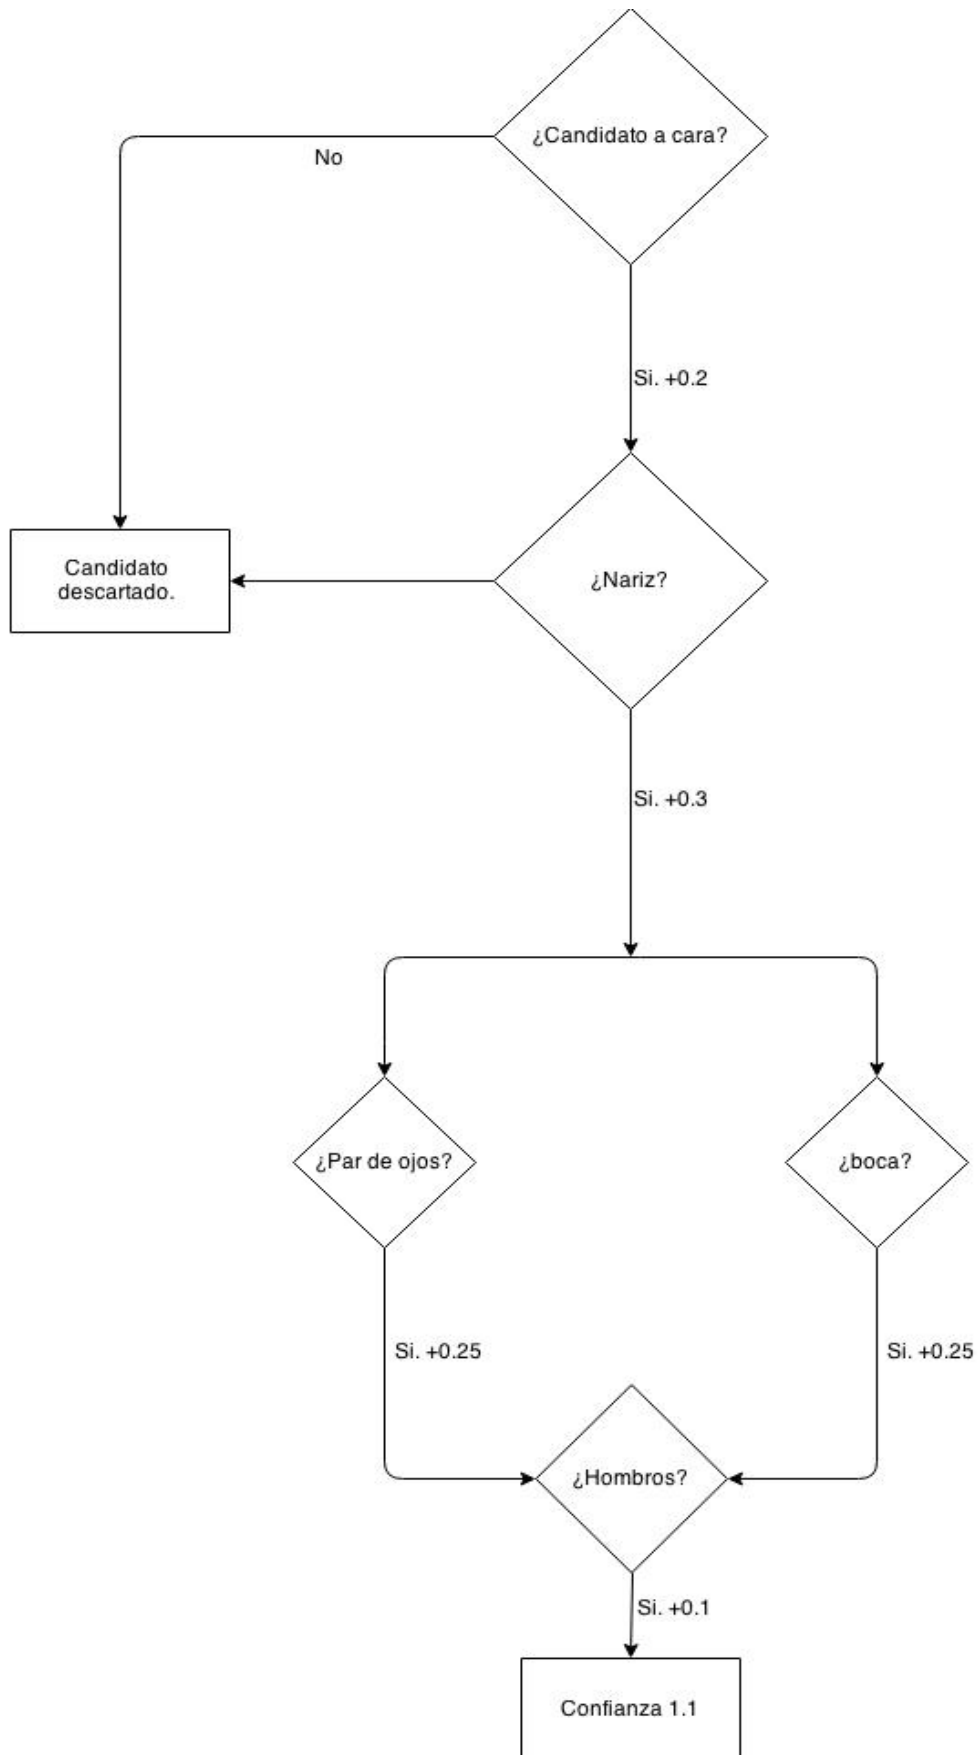 ¿Candidato a cara?
No
Si. +0.2
Candidato
descartado.
¿Nariz?
Si. +0.3
¿Par de ojos?
¿boca?
Si. +0.25
Si. +0.25
¿Hombros?
Si. +0.1
Confianza 1.1